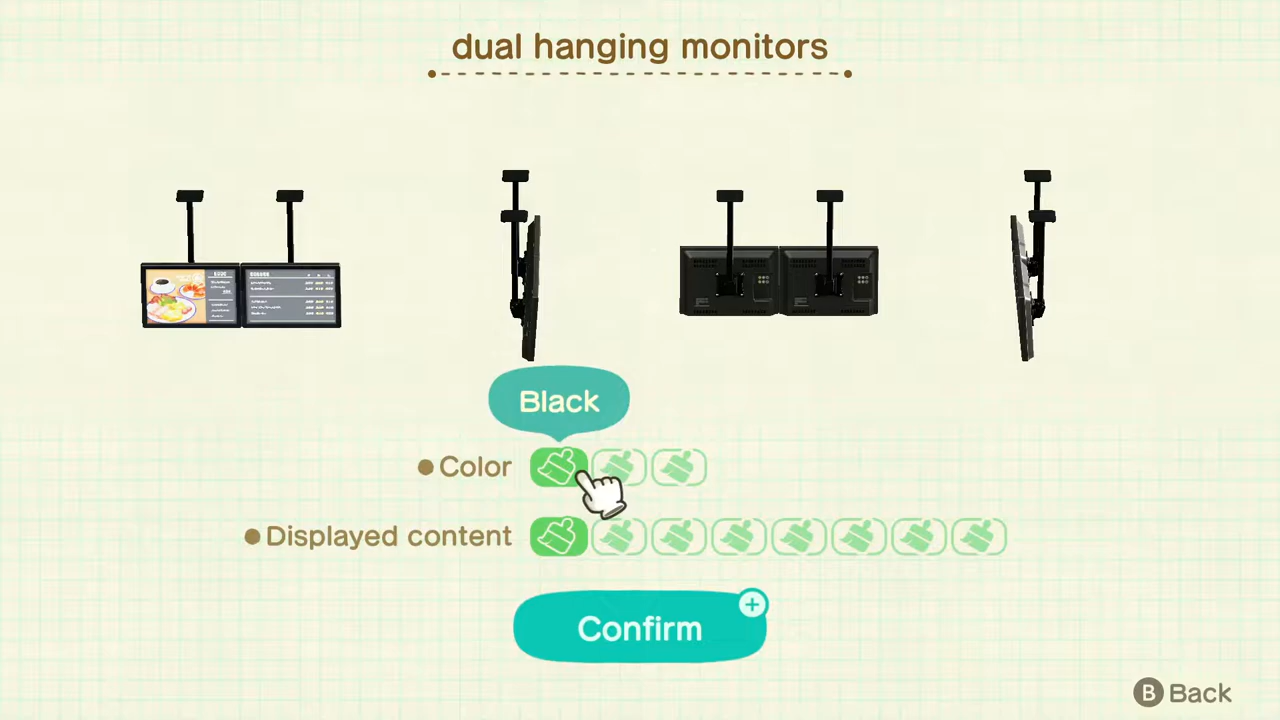 dual hanging monitors
Black
Color
Displayed content
Confirm
B Back